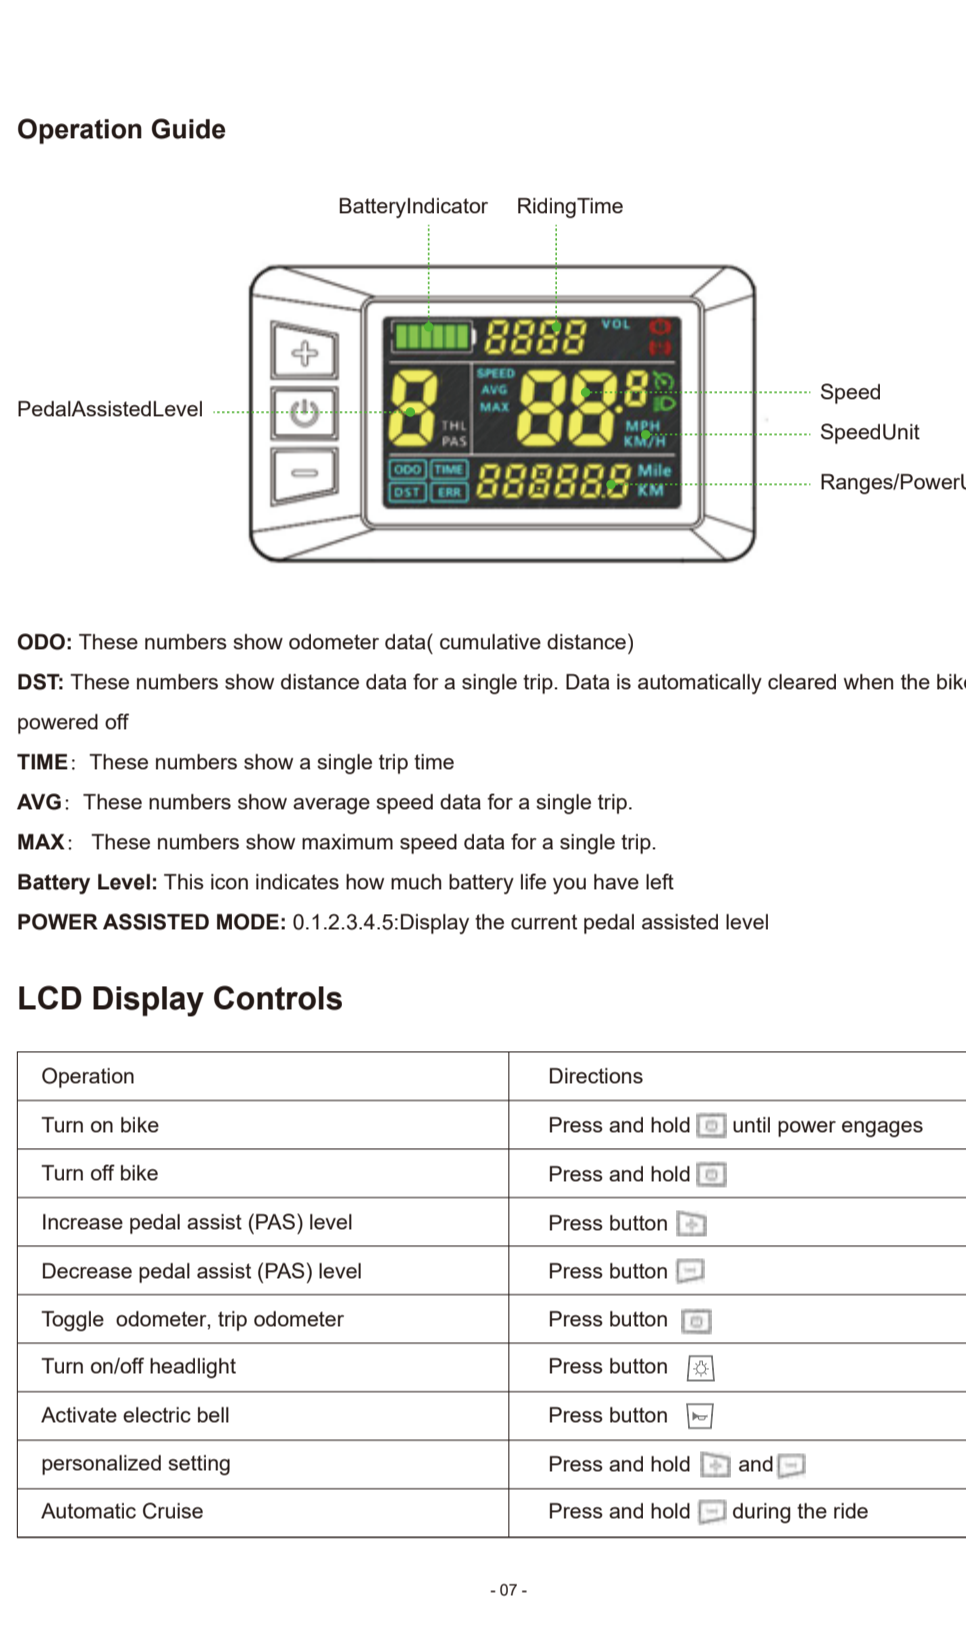 Operation Guide
BatteryIndicator RidingTime
8888 VOL
SPEED
AVG
MAX
8 88.8
THL
PAS
MPH
KM/H
ODO TIME
DST ERR
888888 Mile
KM
PedalAssistedLevel
Speed
SpeedUnit
Ranges/PowerU
ODO: These numbers show odometer data( cumulative distance)
DST: These numbers show distance data for a single trip. Data is automatically cleared when the bike
powered off
TIME： These numbers show a single trip time
AVG： These numbers show average speed data for a single trip.
MAX： These numbers show maximum speed data for a single trip.
Battery Level: This icon indicates how much battery life you have left
POWER ASSISTED MODE: 0.1.2.3.4.5:Display the current pedal assisted level
LCD Display Controls
Operation Directions
Turn on bike Press and hold until power engages
Turn off bike Press and hold
Increase pedal assist (PAS) level Press button
Decrease pedal assist (PAS) level Press button
Toggle odometer, trip odometer Press button
Turn on/off headlight Press button
Activate electric bell Press button
personalized setting Press and hold and
Automatic Cruise Press and hold during the ride
- 07 -